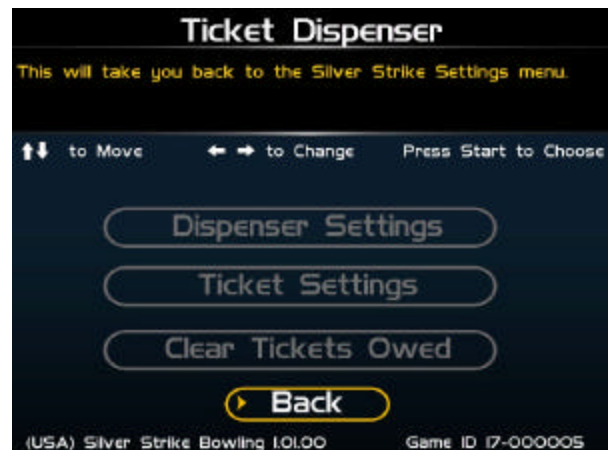 Ticket Dispenser
This will take you back to the Silver Strike Settings menu.
to Move to Change Press Start to Choose
Dispenser Settings
Ticket Settings
Clear Tickets Owed
Back
(USA) Silver Strike Bowling 1.01.00 Game ID 17-000005